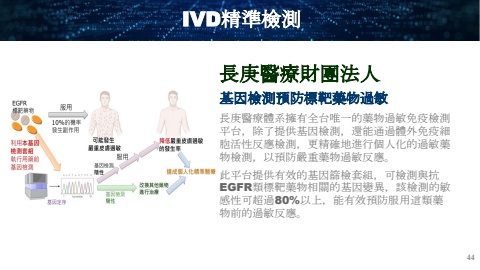 IVD精準檢測
長庚醫療財團法人
基因檢測預防標靶藥物過敏
長庚醫療體系擁有全台唯一的藥物過敏免疫檢測
平台，除了提供基因檢測，還能通過體外免疫細
胞活性反應檢測，更精確地進行個人化的過敏藥
物檢測，以預防嚴重藥物過敏反應。
此平台提供有效的基因篩檢套組，可檢測與抗
EGFR類標靶藥物相關的基因變異，該檢測的敏
感性可超過80%以上，能有效預防服用這類藥
物前的過敏反應。
EGFR
標靶藥物
服用
10%的機率
發生副作用
可能發生
嚴重皮膚過敏
降低嚴重皮膚過敏
的發生率
利用本基因
檢測套組
執行用藥前
基因檢測
服用
基因檢測
陰性
達成個人化精準醫療
改換其他藥物
進行治療
基因檢測
陽性
基因定序
44